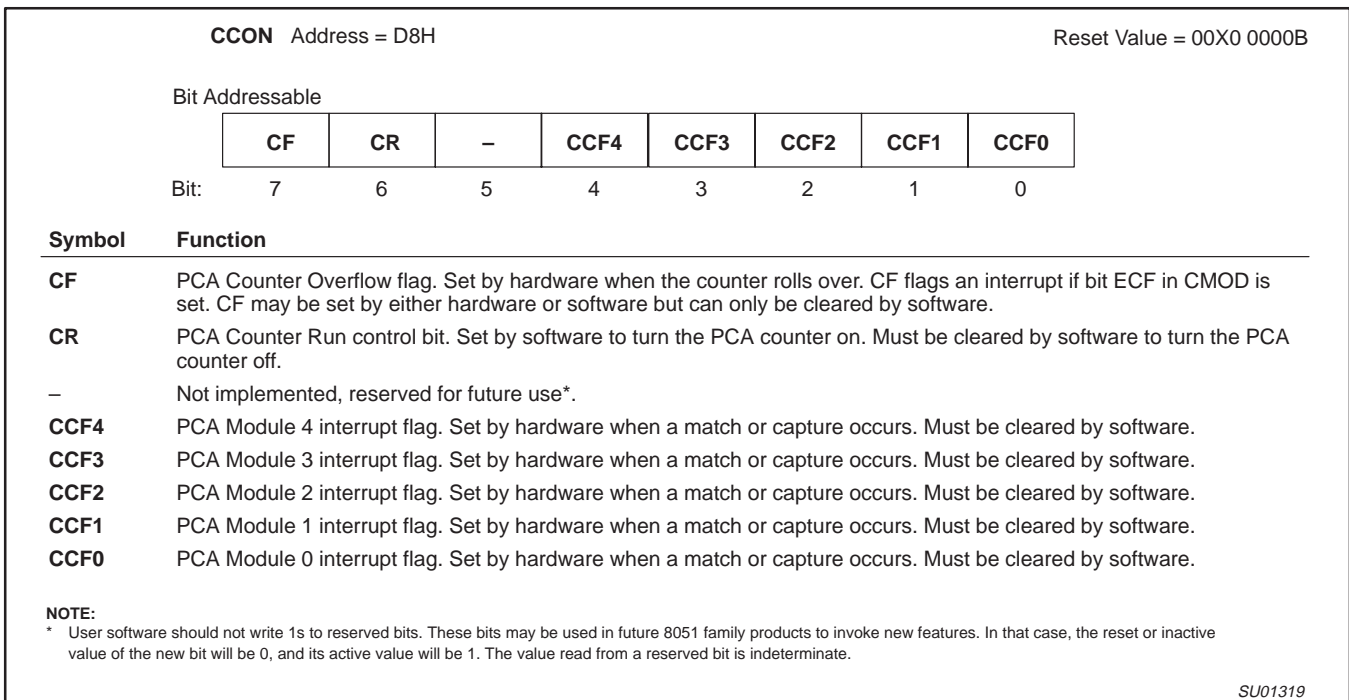 CCON Address = D8H Reset Value = 00X0 0000B
Bit Addressable
CF CR – CCF4 CCF3 CCF2 CCF1 CCF0
Bit: 7 6 5 4 3 2 1 0
Symbol Function
CF PCA Counter Overflow flag. Set by hardware when the counter rolls over. CF flags an interrupt if bit ECF in CMOD is
set. CF may be set by either hardware or software but can only be cleared by software.
CR PCA Counter Run control bit. Set by software to turn the PCA counter on. Must be cleared by software to turn the PCA
counter off.
– Not implemented, reserved for future use*.
CCF4 PCA Module 4 interrupt flag. Set by hardware when a match or capture occurs. Must be cleared by software.
CCF3 PCA Module 3 interrupt flag. Set by hardware when a match or capture occurs. Must be cleared by software.
CCF2 PCA Module 2 interrupt flag. Set by hardware when a match or capture occurs. Must be cleared by software.
CCF1 PCA Module 1 interrupt flag. Set by hardware when a match or capture occurs. Must be cleared by software.
CCF0 PCA Module 0 interrupt flag. Set by hardware when a match or capture occurs. Must be cleared by software.
NOTE:
* User software should not write 1s to reserved bits. These bits may be used in future 8051 family products to invoke new features. In that case, the reset or inactive
value of the new bit will be 0, and its active value will be 1. The value read from a reserved bit is indeterminate.
SU01319